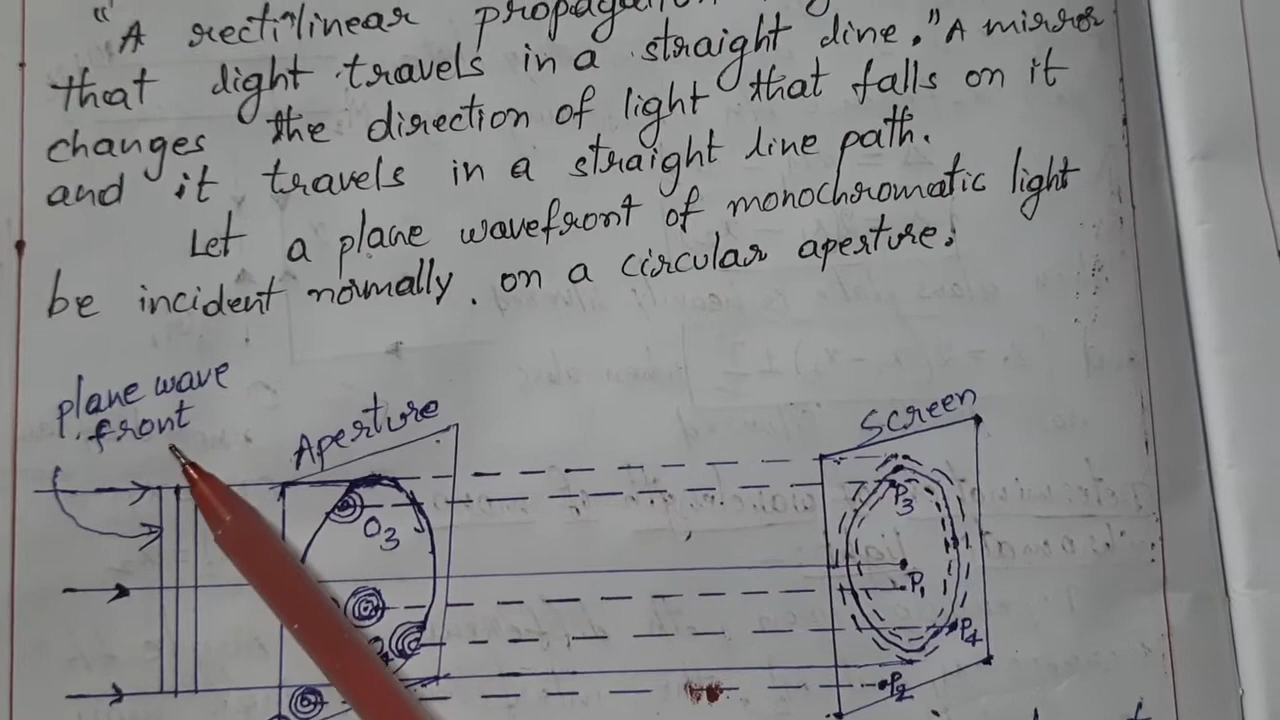 "A rectilinear propagation
that light travels in a straight line." A mirror
changes the direction of light that falls on it
and it travels in a straight line path.
Let a plane wavefront of monochromatic light
be incident normally on a circular aperture.
plane wave
front
Aperture
Screen
O3
P3
P1
P4
P2